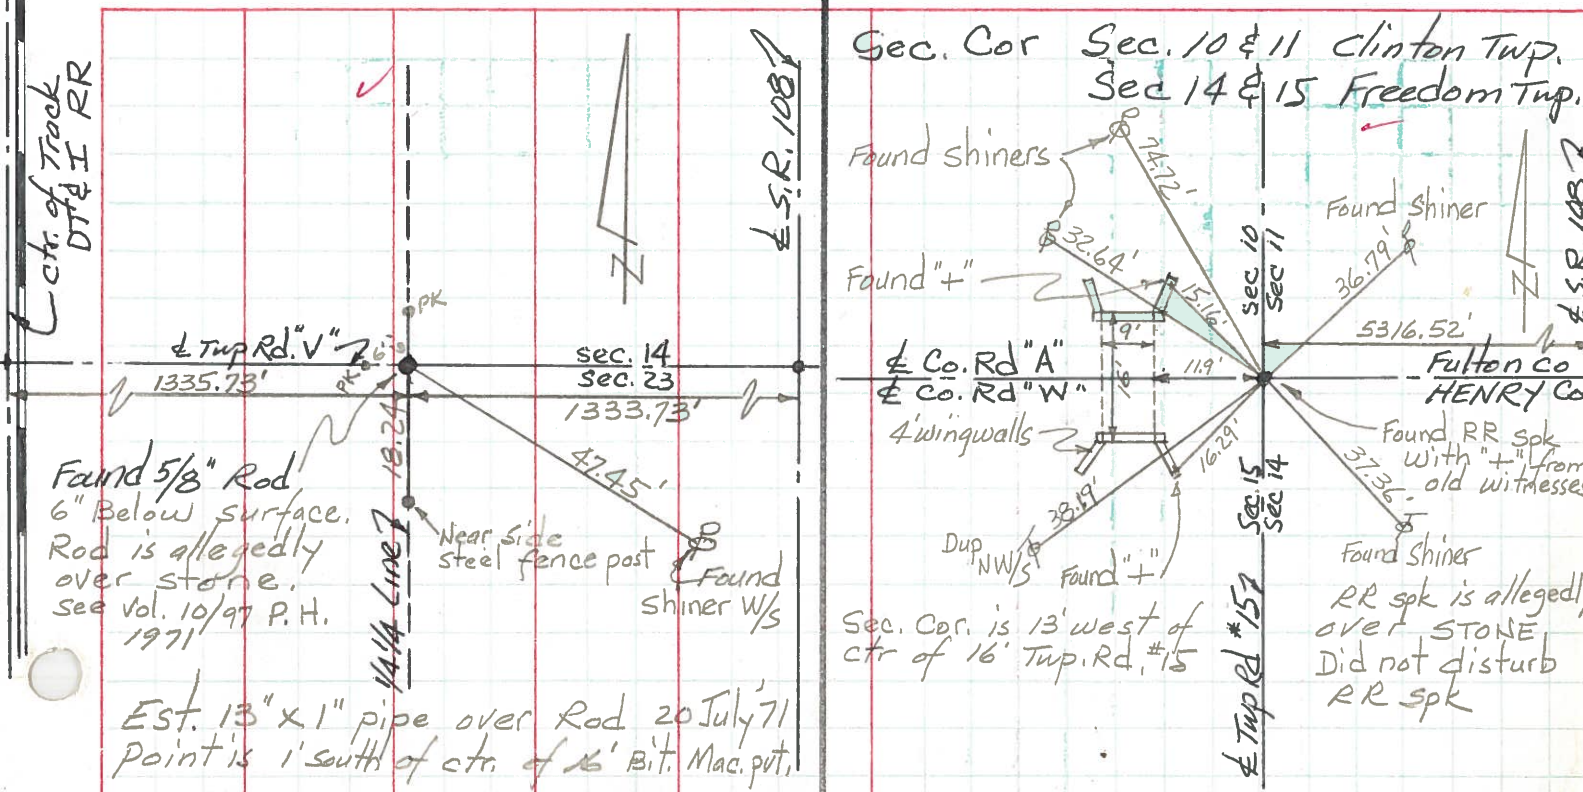 ctr. of Track
DT & I RR
℄ S.R. 108
N
PK
℄ Twp Rd. "V"
6'
6'
PK
1335.73'
sec. 14
Sec. 23
1333.73'
18.24
47.45'
Found 5/8" Rod
6" Below surface.
Rod is allegedly
over stone.
see Vol. 10/97 P. H.
1971
Near side
steel fence post
Found
Shiner W/s
1/4 1/4 Line
Est. 13" x 1" pipe over Rod 20 July '71
Point is 1' south of ctr. of 16' Bit. Mac. pvt.
Sec. Cor Sec. 10 & 11 Clinton Twp.
Sec 14 & 15 Freedom Twp.
Found Shiners
74.72'
32.64'
Found "+"
15.16'
sec 10
Sec 11
Found Shiner
36.79'
N
℄ S.R. 108
5316.52'
9'
16'
11.9'
℄ Co. Rd "A"
℄ Co. Rd "W"
Fulton Co
HENRY Co
4 wingwalls
16.29'
38.19'
Sec. 15
Sec 14
37.36
Found RR spk
with "+" from
old witnesses
Dup
NW/s
Found "+"
Found Shiner
Sec. Cor. is 13' west of
ctr of 16' Twp. Rd. #15
℄ Twp Rd #15
RR spk is allegedly
over STONE
Did not disturb
RR spk